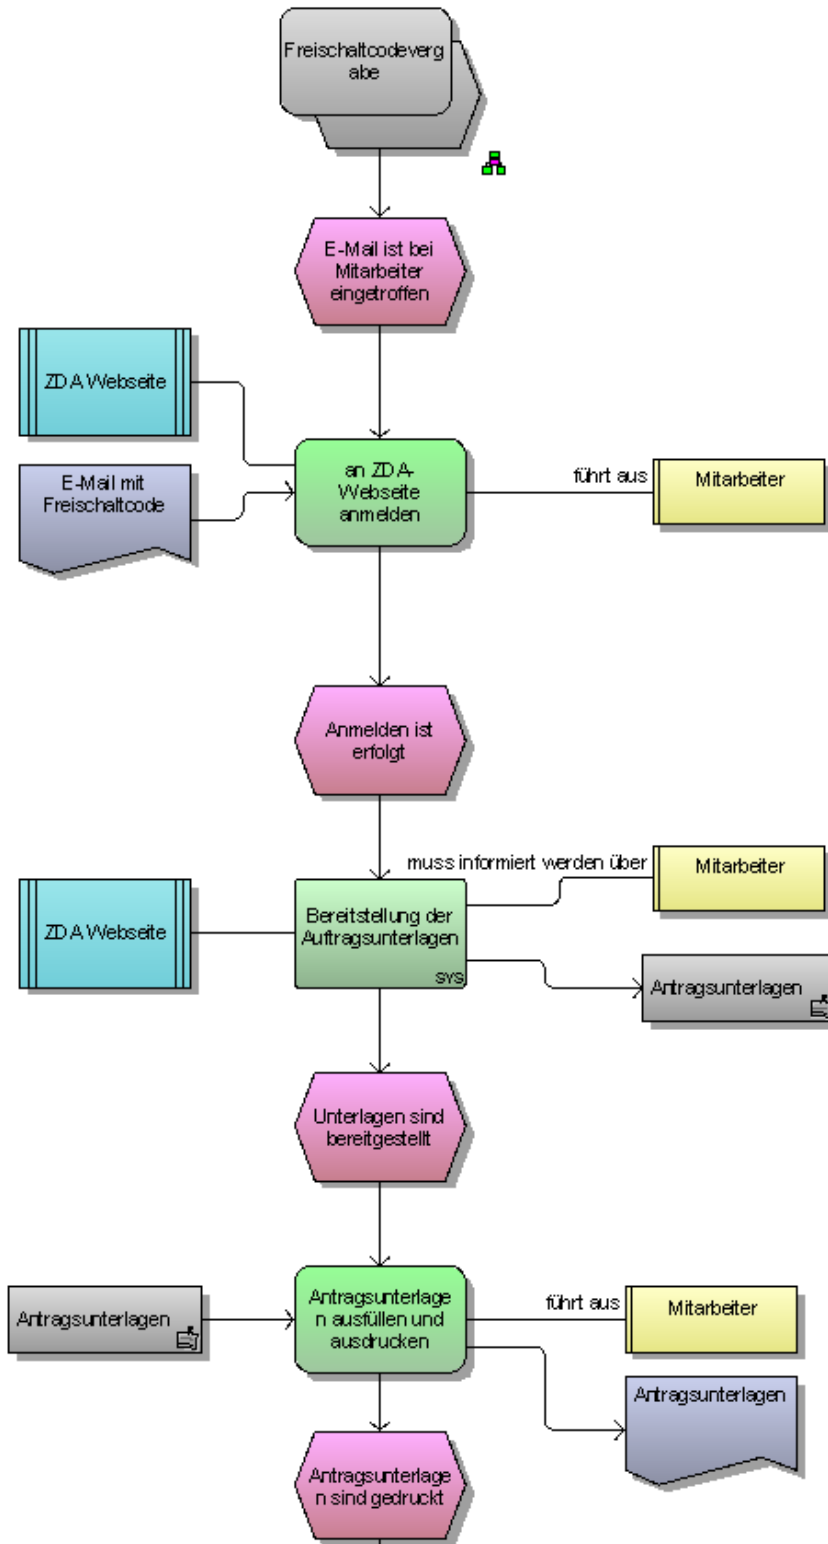 Freischaltcodeverg
abe
E-Mail ist bei
Mitarbeiter
eingetroffen
ZDA Webseite
E-Mail mit
Freischaltcode
an ZDA-
Webseite
anmelden
führt aus
Mitarbeiter
Anmelden ist
erfolgt
muss informiert werden über
Mitarbeiter
ZDA Webseite
Bereitstellung der
Auftragsunterlagen
SYS
Antragsunterlagen
Unterlagen sind
bereitgestellt
Antragsunterlagen
Antragsunterlage
n ausfüllen und
ausdrucken
führt aus
Mitarbeiter
Antragsunterlagen
Antragsunterlage
n sind gedruckt